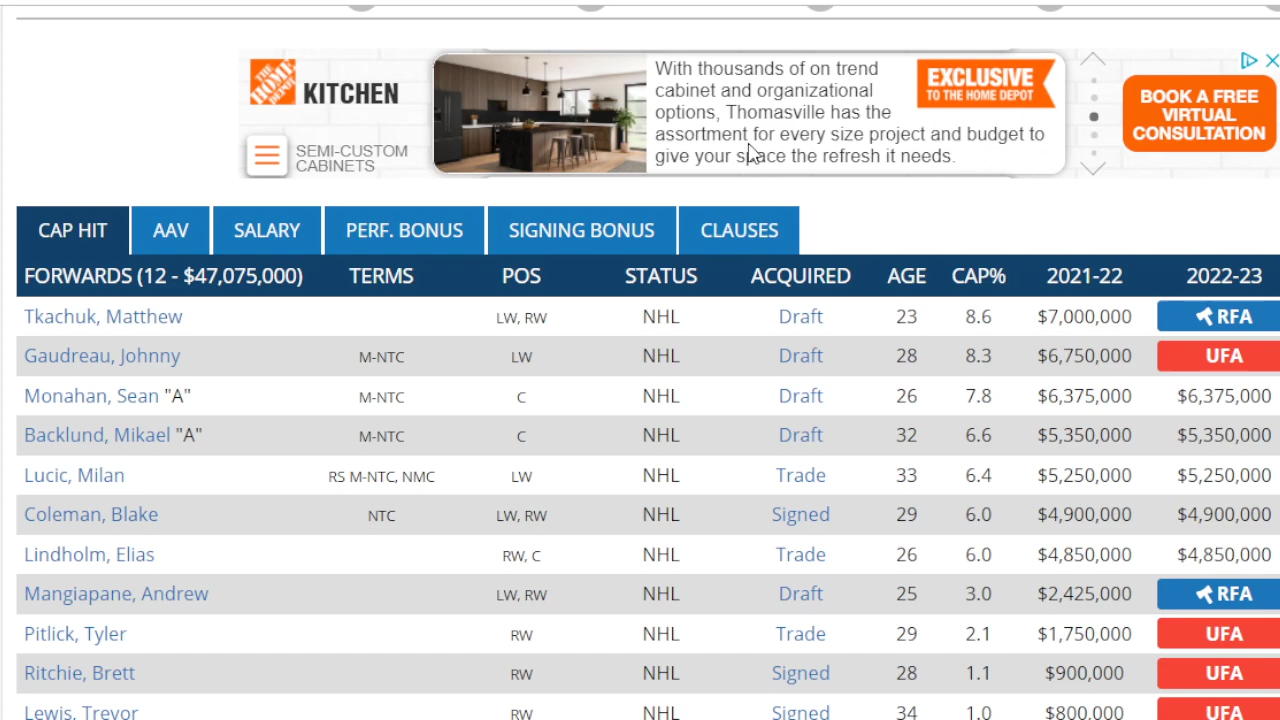 THE HOME DEPOT
KITCHEN
SEMI-CUSTOM
CABINETS
With thousands of on trend
cabinet and organizational
options, Thomasville has the
assortment for every size project and budget to
give your space the refresh it needs.
EXCLUSIVE
TO THE HOME DEPOT
BOOK A FREE
VIRTUAL
CONSULTATION
CAP HIT AAV SALARY PERF. BONUS SIGNING BONUS CLAUSES
FORWARDS (12 - $47,075,000) TERMS POS STATUS ACQUIRED AGE CAP% 2021-22 2022-23
Tkachuk, Matthew LW, RW NHL Draft 23 8.6 $7,000,000 RFA
Gaudreau, Johnny M-NTC LW NHL Draft 28 8.3 $6,750,000 UFA
Monahan, Sean "A" M-NTC C NHL Draft 26 7.8 $6,375,000 $6,375,000
Backlund, Mikael "A" M-NTC C NHL Draft 32 6.6 $5,350,000 $5,350,000
Lucic, Milan RS M-NTC, NMC LW NHL Trade 33 6.4 $5,250,000 $5,250,000
Coleman, Blake NTC LW, RW NHL Signed 29 6.0 $4,900,000 $4,900,000
Lindholm, Elias RW, C NHL Trade 26 6.0 $4,850,000 $4,850,000
Mangiapane, Andrew LW, RW NHL Draft 25 3.0 $2,425,000 RFA
Pitlick, Tyler RW NHL Trade 29 2.1 $1,750,000 UFA
Ritchie, Brett RW NHL Signed 28 1.1 $900,000 UFA
Lewis, Trevor RW NHL Signed 34 1.0 $800,000 UFA